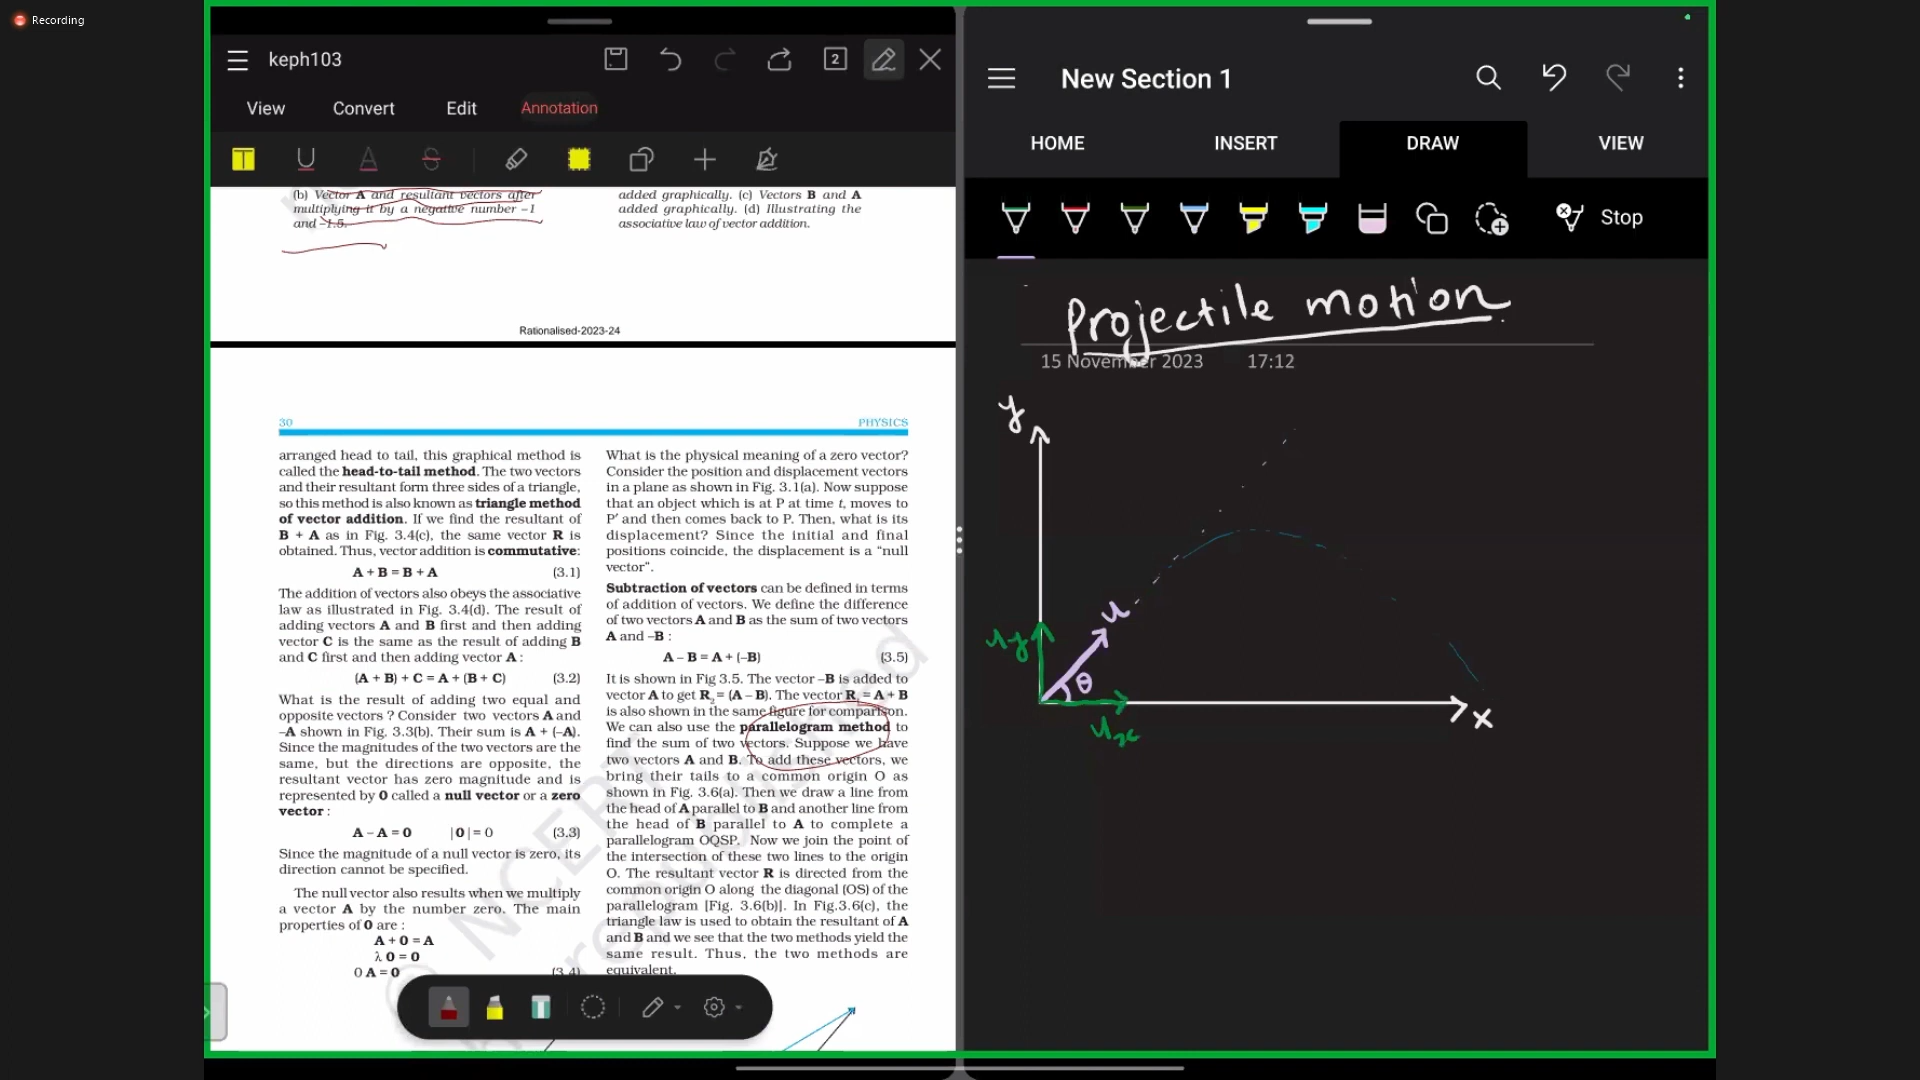 Recording
keph103
2
View Convert Edit Annotation
(b) Vector A and resultant vectors after
multiplying it by a negative number –1
and –1.5.
added graphically. (c) Vectors B and A
added graphically. (d) Illustrating the
associative law of vector addition.
Rationalised-2023-24
30 PHYSICS
arranged head to tail, this graphical method is
called the head-to-tail method. The two vectors
and their resultant form three sides of a triangle,
so this method is also known as triangle method
of vector addition. If we find the resultant of
B + A as in Fig. 3.4(c), the same vector R is
obtained. Thus, vector addition is commutative:
A + B = B + A (3.1)
The addition of vectors also obeys the associative
law as illustrated in Fig. 3.4(d). The result of
adding vectors A and B first and then adding
vector C is the same as the result of adding B
and C first and then adding vector A :
(A + B) + C = A + (B + C) (3.2)
What is the result of adding two equal and
opposite vectors ? Consider two vectors A and
–A shown in Fig. 3.3(b). Their sum is A + (–A).
Since the magnitudes of the two vectors are the
same, but the directions are opposite, the
resultant vector has zero magnitude and is
represented by 0 called a null vector or a zero
vector :
A – A = 0 |0| = 0 (3.3)
Since the magnitude of a null vector is zero, its
direction cannot be specified.
The null vector also results when we multiply
a vector A by the number zero. The main
properties of 0 are :
A + 0 = A
λ 0 = 0
0 A = 0 (3.4)
What is the physical meaning of a zero vector?
Consider the position and displacement vectors
in a plane as shown in Fig. 3.1(a). Now suppose
that an object which is at P at time t, moves to
P′ and then comes back to P. Then, what is its
displacement? Since the initial and final
positions coincide, the displacement is a “null
vector”.
Subtraction of vectors can be defined in terms
of addition of vectors. We define the difference
of two vectors A and B as the sum of two vectors
A and –B :
A – B = A + (–B) (3.5)
It is shown in Fig 3.5. The vector –B is added to
vector A to get R₂ = (A – B). The vector R₁ = A + B
is also shown in the same figure for comparison.
We can also use the parallelogram method to
find the sum of two vectors. Suppose we have
two vectors A and B. To add these vectors, we
bring their tails to a common origin O as
shown in Fig. 3.6(a). Then we draw a line from
the head of A parallel to B and another line from
the head of B parallel to A to complete a
parallelogram OQSP. Now we join the point of
the intersection of these two lines to the origin
O. The resultant vector R is directed from the
common origin O along the diagonal (OS) of the
parallelogram [Fig. 3.6(b)]. In Fig.3.6(c), the
triangle law is used to obtain the resultant of A
and B and we see that the two methods yield the
same result. Thus, the two methods are
equivalent.
© NCERT
republished
New Section 1
HOME INSERT DRAW VIEW
Stop
Projectile motion
15 November 2023 17:12
y
u
uy
θ
x
ux